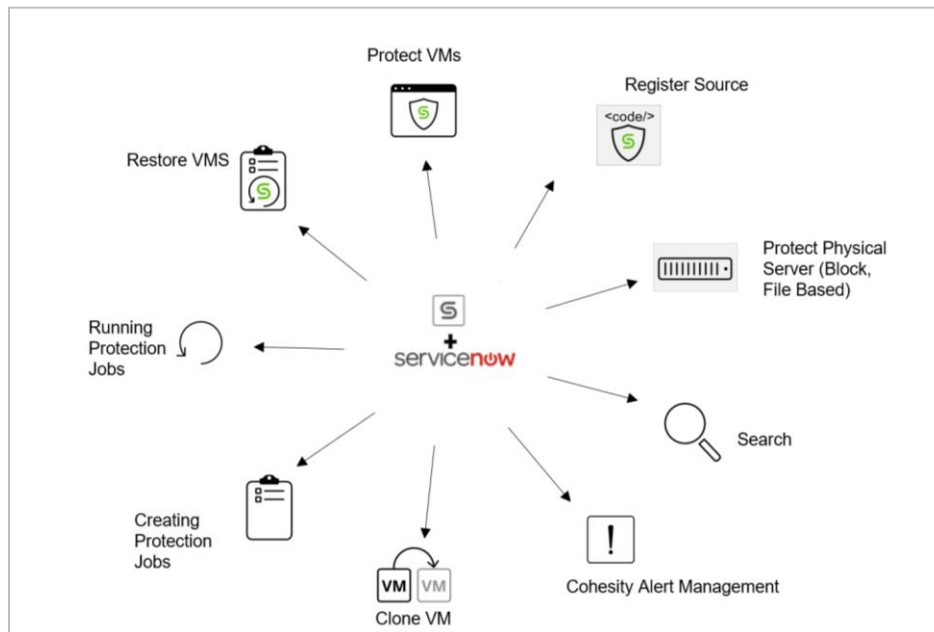 Protect VMs
Register Source
<code/>
Restore VMS
Protect Physical
Server (Block,
File Based)
S
+
servicenow
Running
Protection
Jobs
Search
Creating
Protection
Jobs
!
VM VM
Clone VM
Cohesity Alert Management